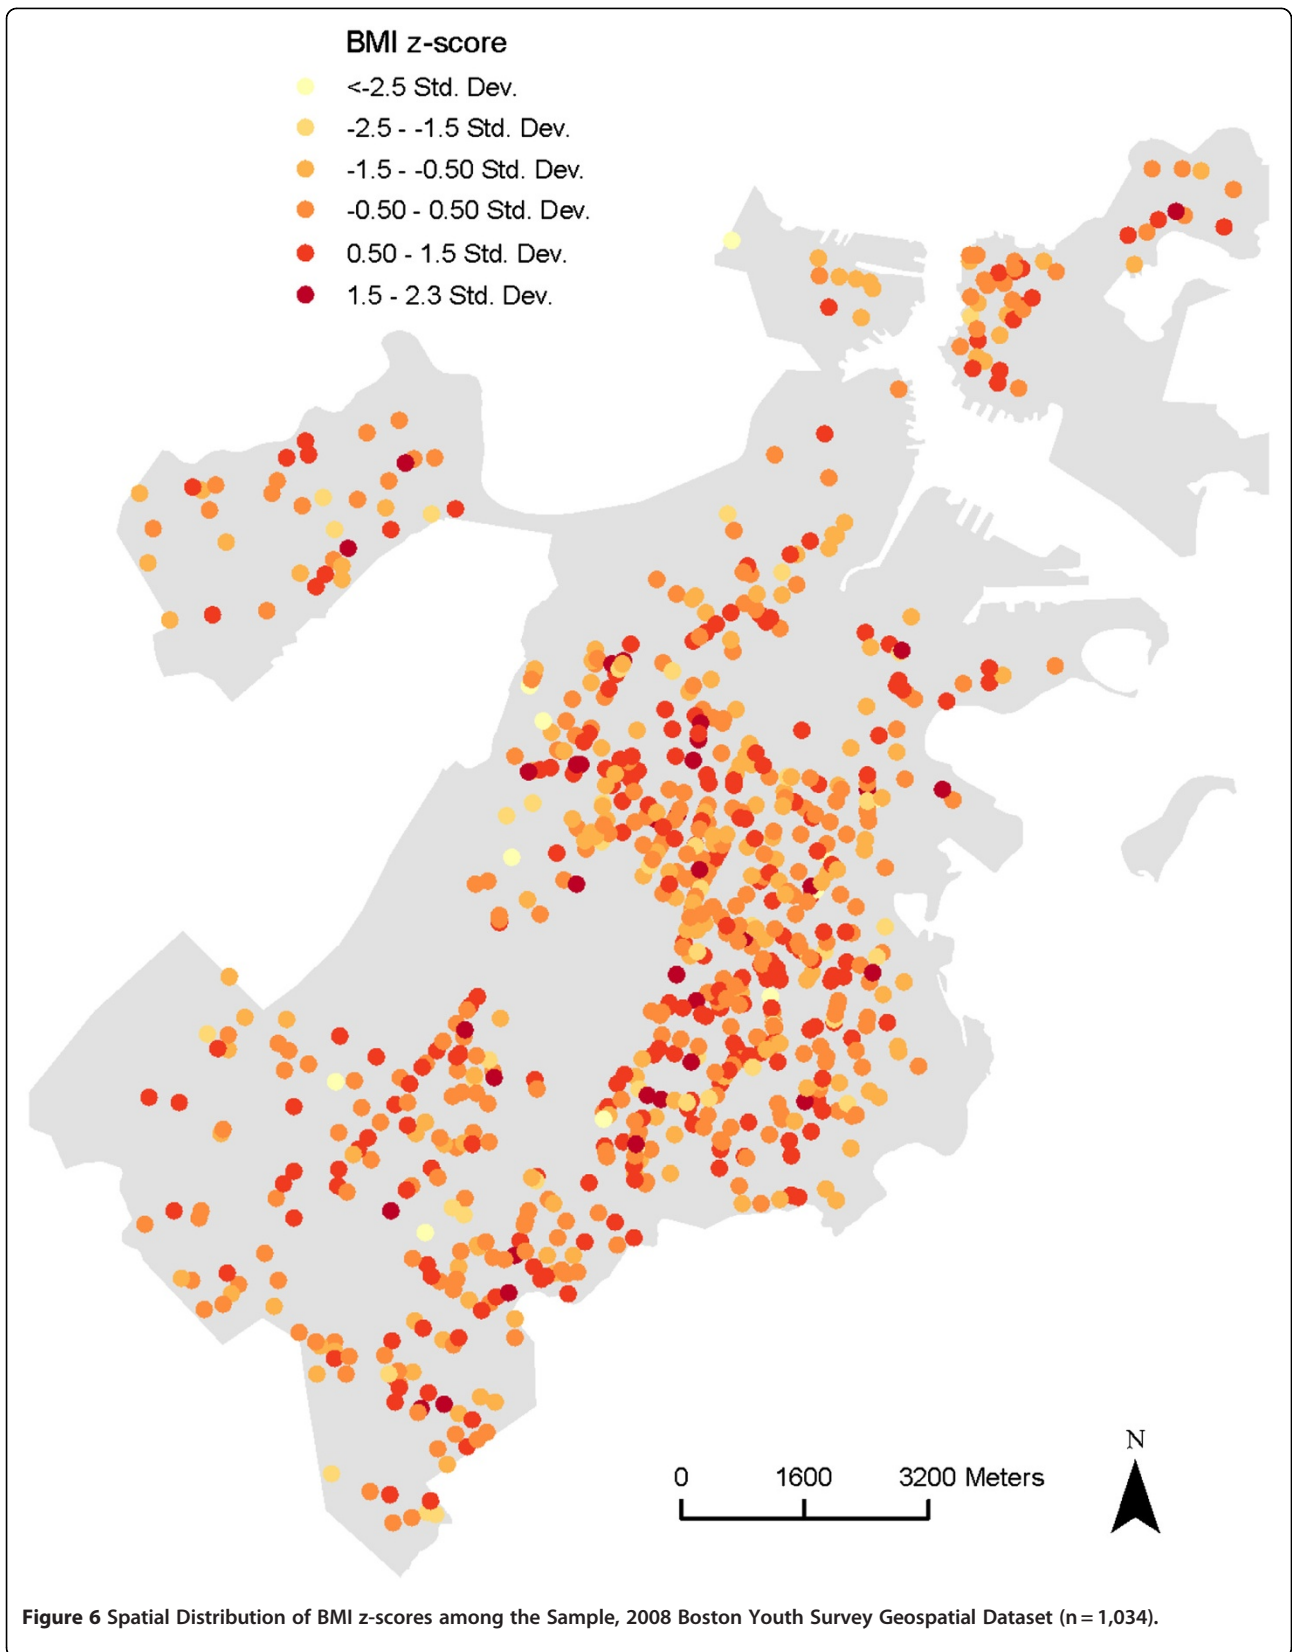 BMI z-score
<-2.5 Std. Dev.
-2.5 - -1.5 Std. Dev.
-1.5 - -0.50 Std. Dev.
-0.50 - 0.50 Std. Dev.
0.50 - 1.5 Std. Dev.
1.5 - 2.3 Std. Dev.
N
0 1600 3200 Meters
Figure 6 Spatial Distribution of BMI z-scores among the Sample, 2008 Boston Youth Survey Geospatial Dataset (n = 1,034).